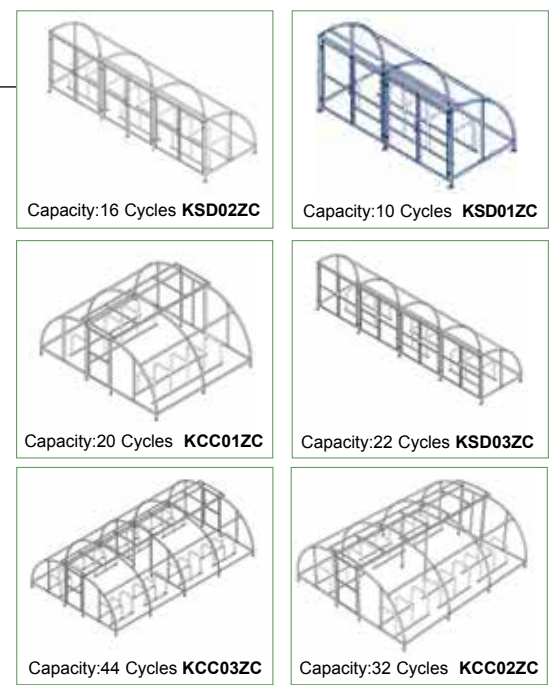 Capacity:16 Cycles KSD02ZC
Capacity:10 Cycles KSD01ZC
Capacity:20 Cycles KCC01ZC
Capacity:22 Cycles KSD03ZC
Capacity:44 Cycles KCC03ZC
Capacity:32 Cycles KCC02ZC